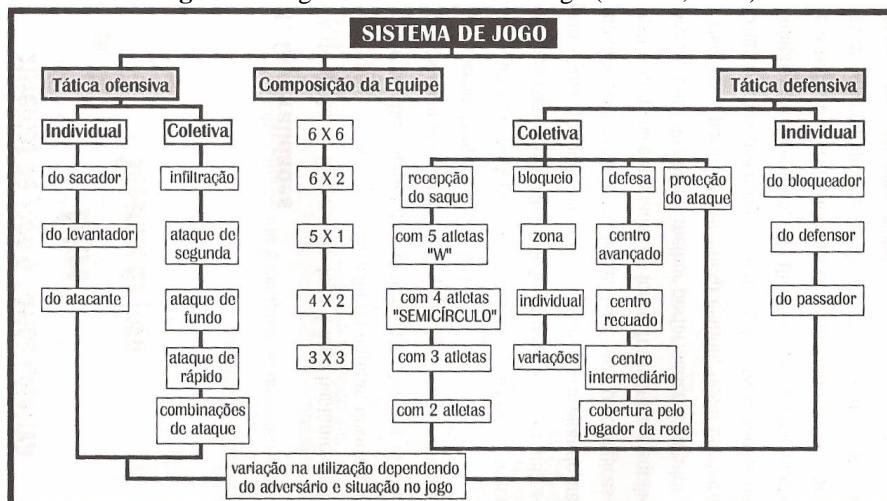 SISTEMA DE JOGO
Tática ofensiva
Composição da Equipe
Tática defensiva
Individual
Coletiva
6 X 6
Coletiva
Individual
do sacador
infiltração
6 X 2
recepção
do saque
bloqueio
defesa
proteção
do ataque
do bloqueador
do levantador
ataque de
segunda
5 X 1
com 5 atletas
"W"
zona
centro
avançado
do defensor
do atacante
ataque de
fundo
4 X 2
com 4 atletas
"SEMICÍRCULO"
individual
centro
recuado
do passador
ataque de
rápido
3 X 3
com 3 atletas
variações
centro
intermediário
combinações
de ataque
com 2 atletas
cobertura pelo
jogador da rede
variação na utilização dependendo
do adversário e situação no jogo